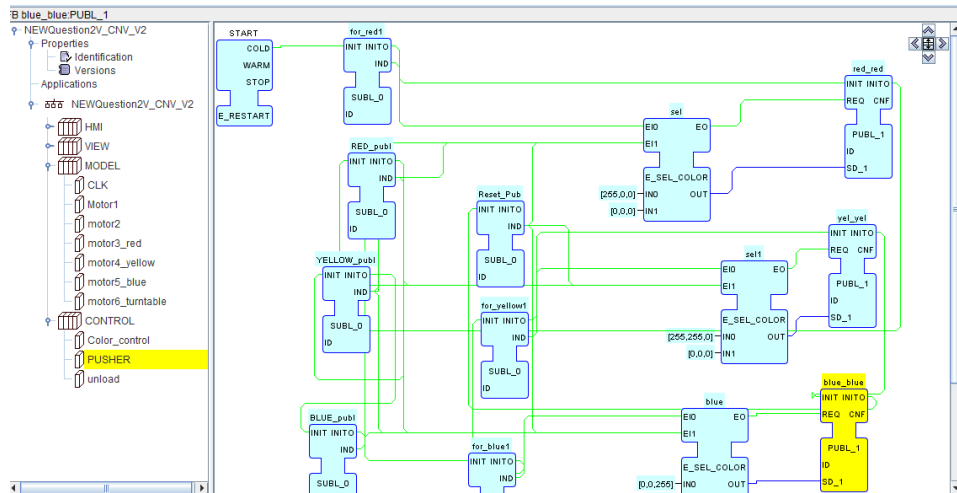 FB blue_blue:PUBL_1
NEWQuestion2V_CNV_V2
Properties
Identification
Versions
Applications
NEWQuestion2V_CNV_V2
HMI
VIEW
MODEL
CLK
Motor1
motor2
motor3_red
motor4_yellow
motor5_blue
motor6_turntable
CONTROL
Color_control
PUSHER
unload
START
COLD
WARM
STOP
E_RESTART
for_red1
INIT INITO
IND
SUBL_0
ID
red_red
INIT INITO
REQ CNF
PUBL_1
ID
SD_1
sel
EI0 EO
EI1
E_SEL_COLOR
[255,0,0] IN0 OUT
[0,0,0] IN1
RED_publ
INIT INITO
IND
SUBL_0
ID
Reset_Pub
INIT INITO
IND
SUBL_0
ID
yel_yel
INIT INITO
REQ CNF
PUBL_1
ID
SD_1
sel1
EI0 EO
EI1
E_SEL_COLOR
[255,255,0] IN0 OUT
[0,0,0] IN1
YELLOW_publ
INIT INITO
IND
SUBL_0
ID
for_yellow1
INIT INITO
IND
SUBL_0
ID
blue_blue
INIT INITO
REQ CNF
PUBL_1
ID
SD_1
blue
EI0 EO
EI1
E_SEL_COLOR
[0,0,255] IN0 OUT
BLUE_publ
INIT INITO
IND
SUBL_0
for_blue1
INIT INITO
IND
SUBL_0